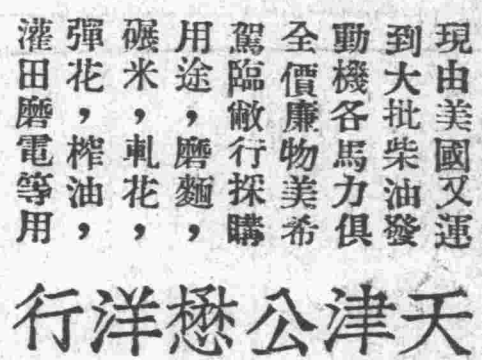 現由美國又運
到大批柴油發
動機各馬力俱
全價廉物美希
駕臨敝行採購
用途，磨麵，
碾米，軋花，
彈花，榨油，
灌田磨電等用
天津公懋洋行